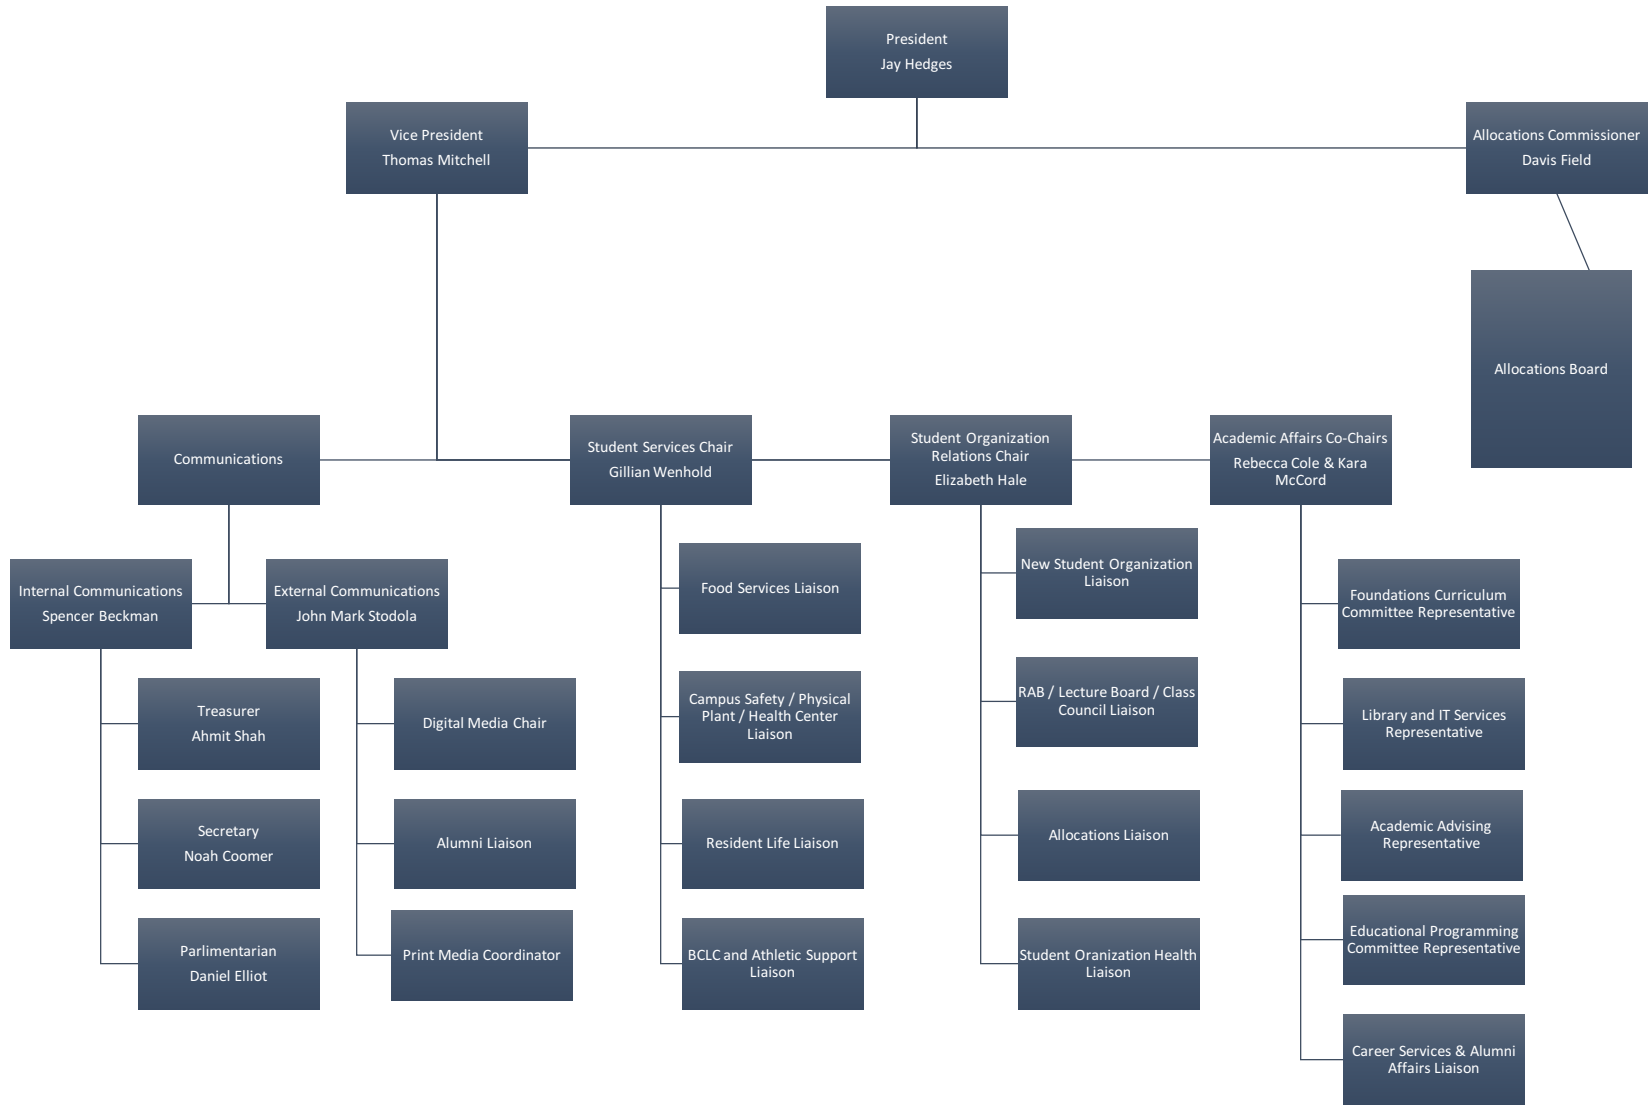 President
Jay Hedges
Vice President
Thomas Mitchell
Allocations Commissioner
Davis Field
Allocations Board
Communications
Student Services Chair
Gillian Wenhold
Student Organization
Relations Chair
Elizabeth Hale
Academic Affairs Co-Chairs
Rebecca Cole & Kara
McCord
Internal Communications
Spencer Beckman
External Communications
John Mark Stodola
Treasurer
Ahmit Shah
Secretary
Noah Coomer
Parlimentarian
Daniel Elliot
Digital Media Chair
Alumni Liaison
Print Media Coordinator
Food Services Liaison
Campus Safety / Physical
Plant / Health Center
Liaison
Resident Life Liaison
BCLC and Athletic Support
Liaison
New Student Organization
Liaison
RAB / Lecture Board / Class
Council Liaison
Allocations Liaison
Student Oranization Health
Liaison
Foundations Curriculum
Committee Representative
Library and IT Services
Representative
Academic Advising
Representative
Educational Programming
Committee Representative
Career Services & Alumni
Affairs Liaison